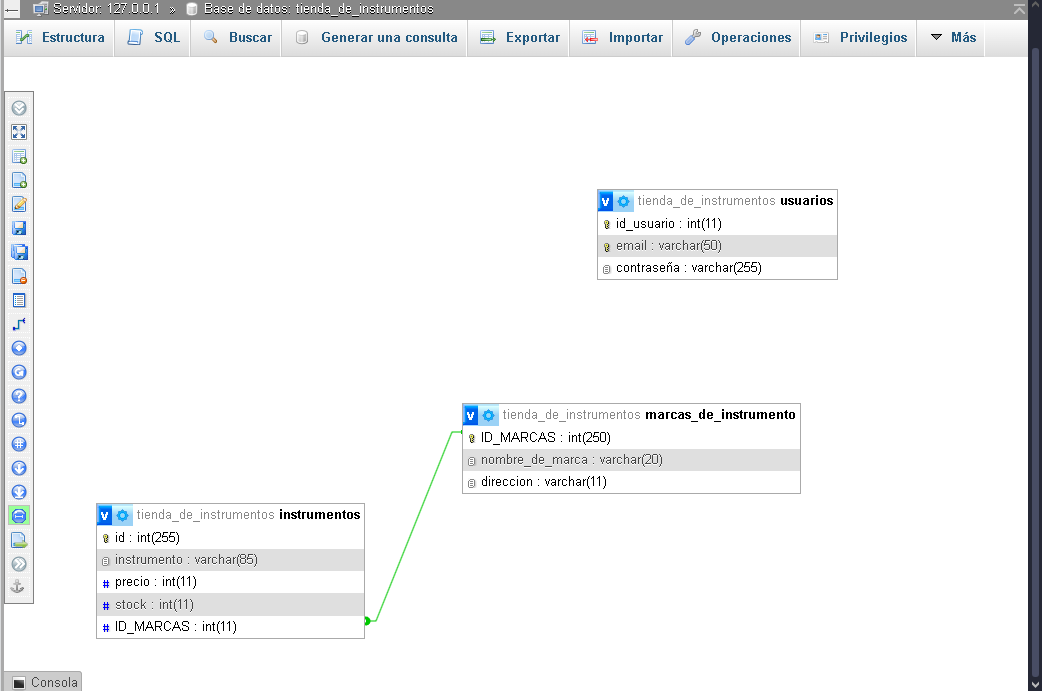 Servidor: 127.0.0.1 » Base de datos: tienda_de_instrumentos
Estructura SQL Buscar Generar una consulta Exportar Importar Operaciones Privilegios Más
v tienda_de_instrumentos usuarios
id_usuario : int(11)
email : varchar(50)
contraseña : varchar(255)
v tienda_de_instrumentos marcas_de_instrumento
ID_MARCAS : int(250)
nombre_de_marca : varchar(20)
direccion : varchar(11)
v tienda_de_instrumentos instrumentos
id : int(255)
instrumento : varchar(85)
# precio : int(11)
# stock : int(11)
# ID_MARCAS : int(11)
Consola